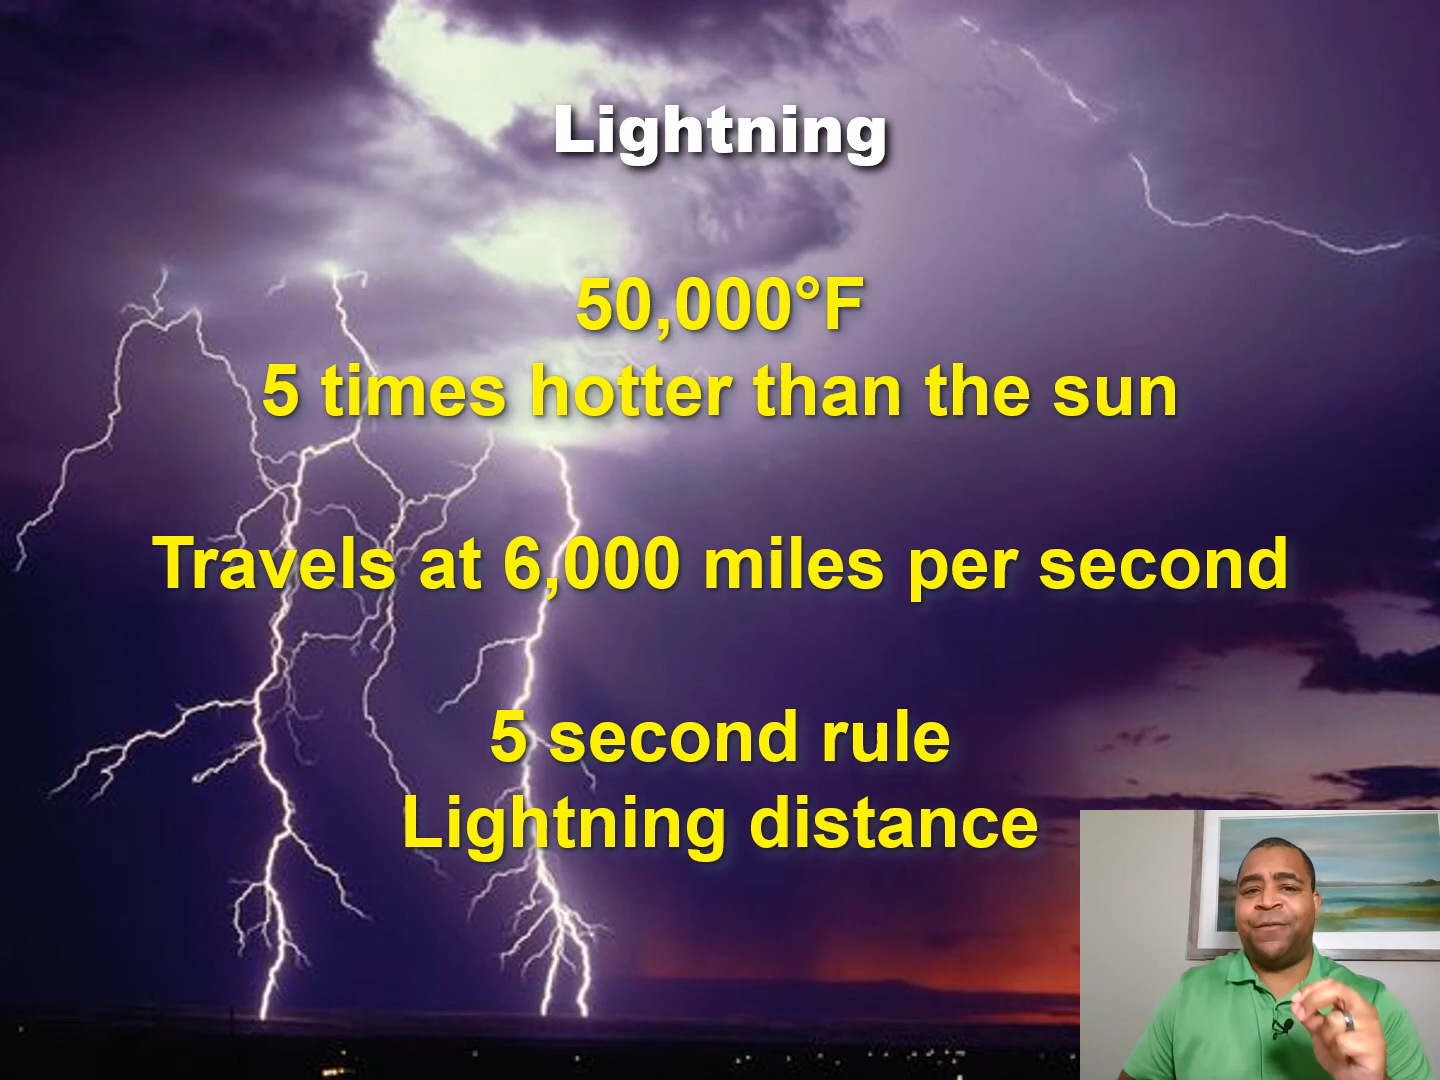 Lightning
50,000°F
5 times hotter than the sun
Travels at 6,000 miles per second
5 second rule
Lightning distance